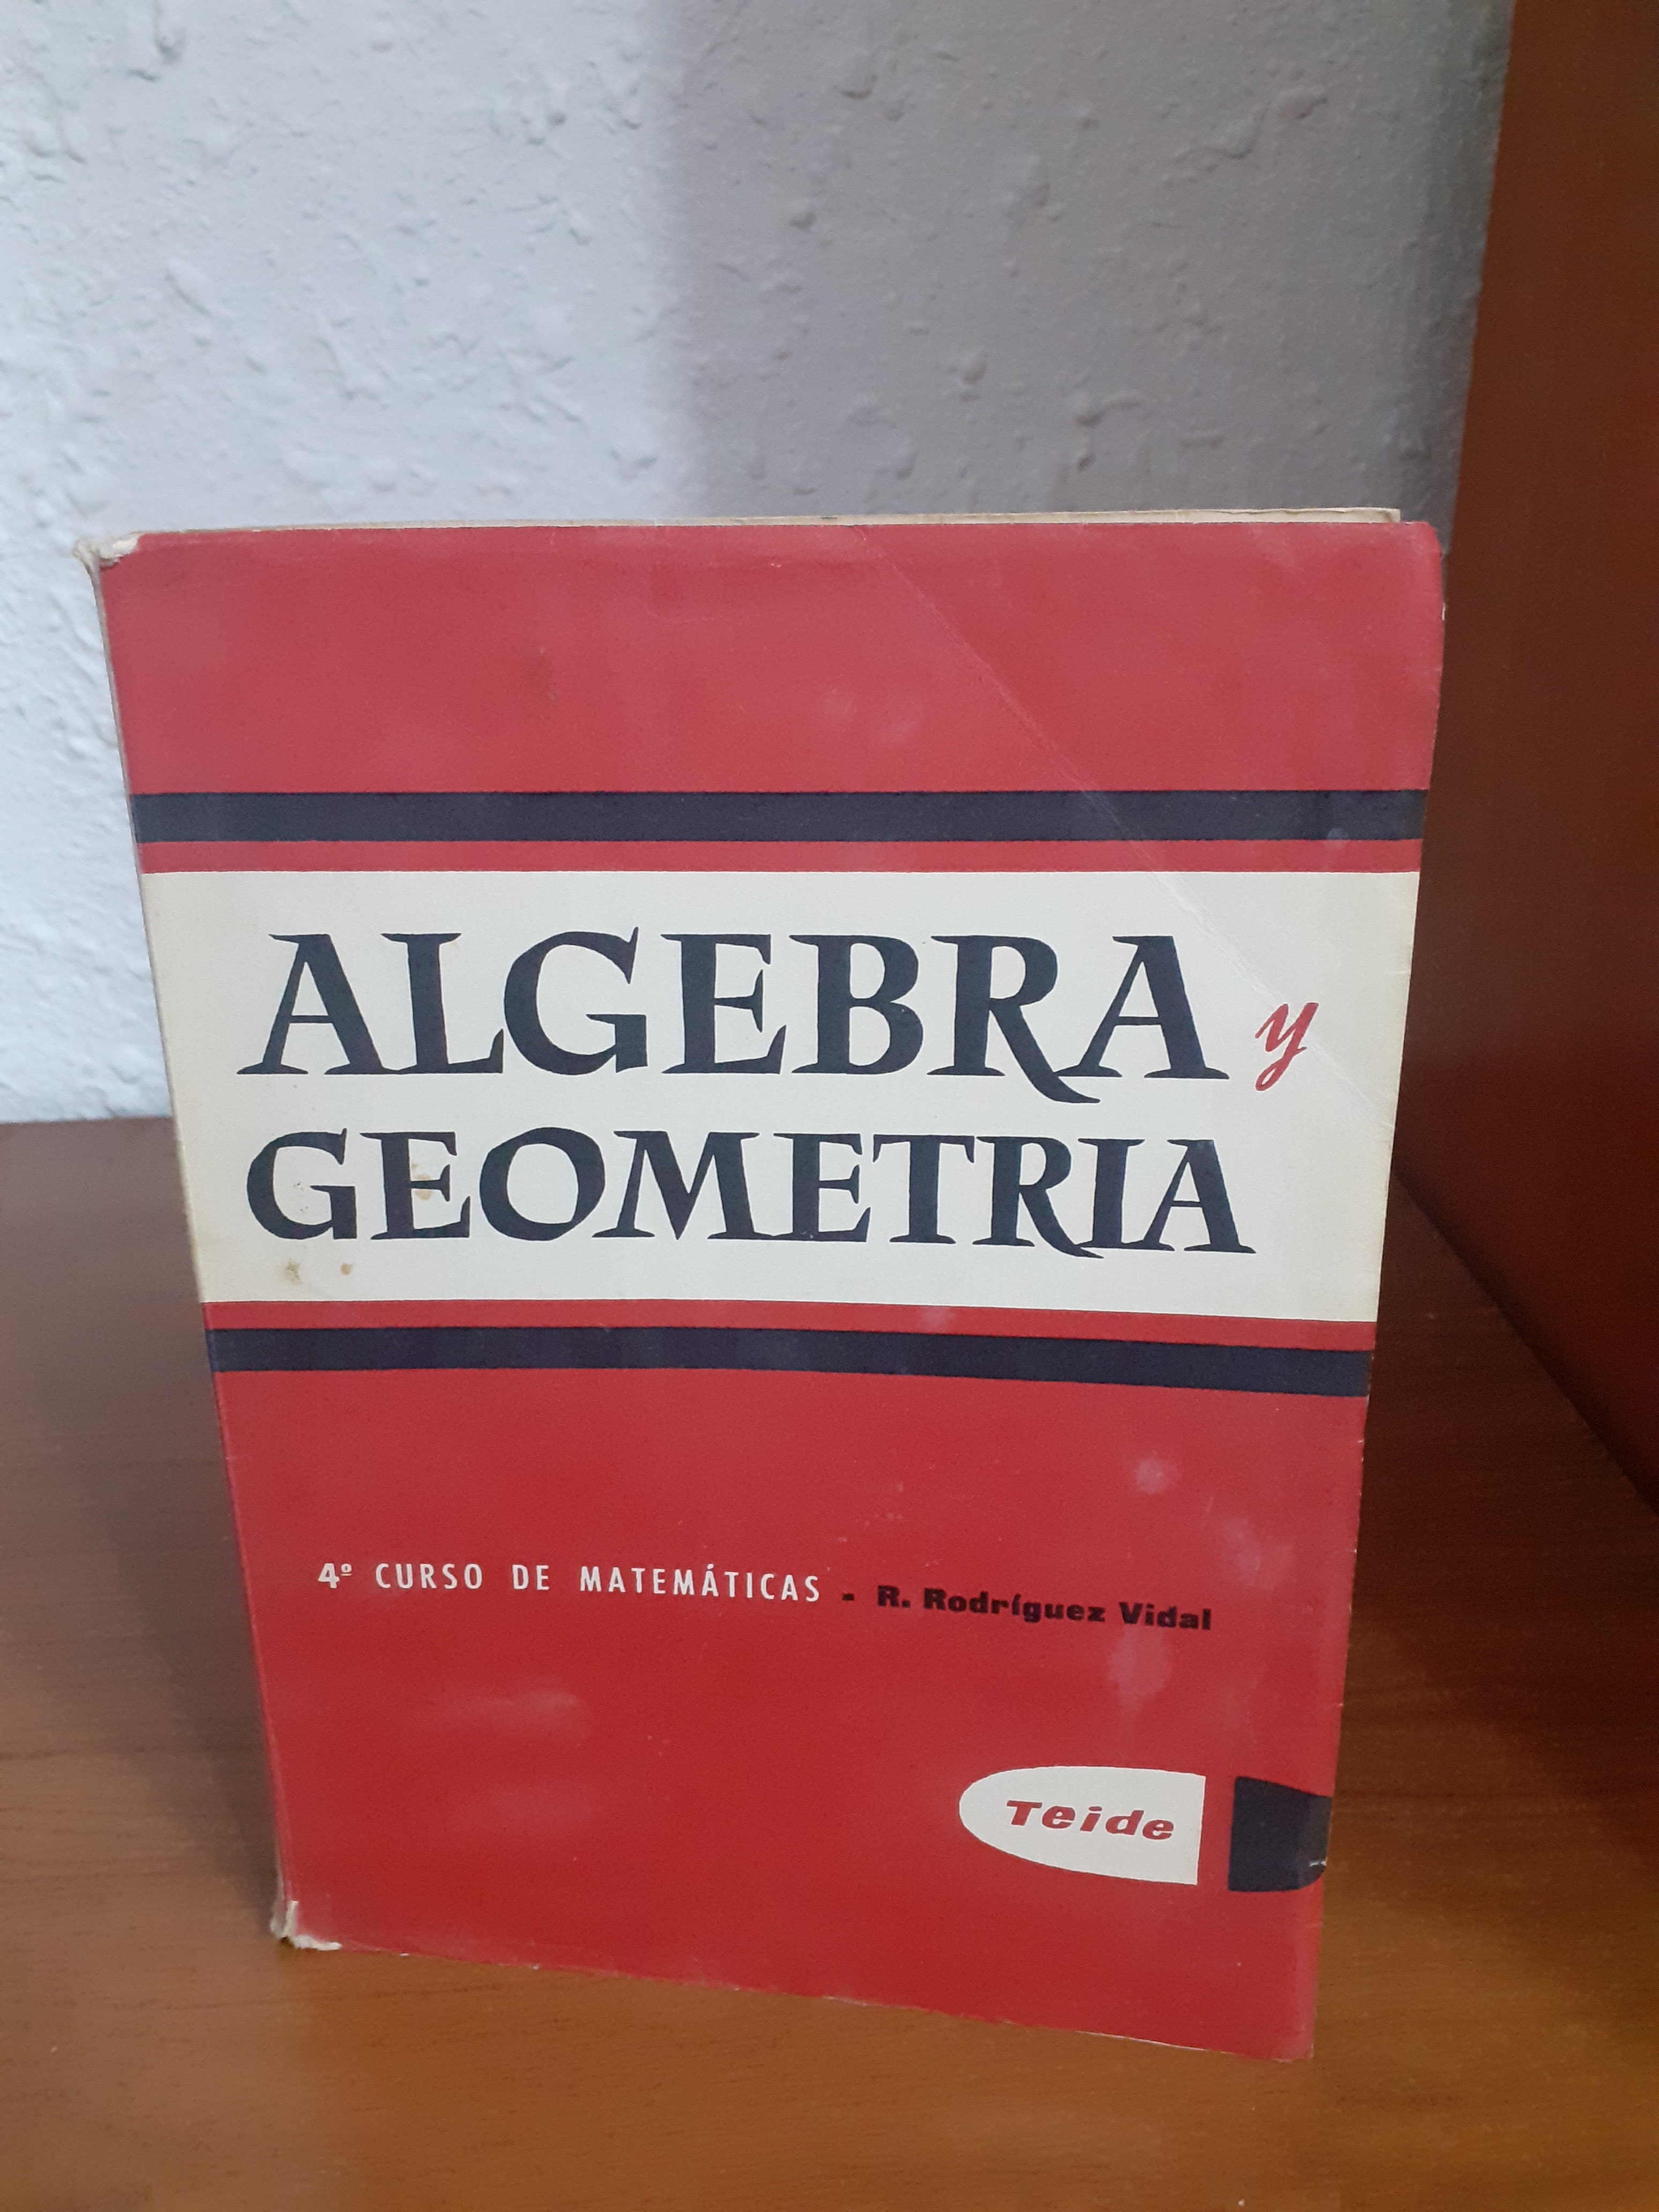 ALGEBRA y
GEOMETRIA
4º CURSO DE MATEMÁTICAS - R. Rodríguez Vidal
Teide